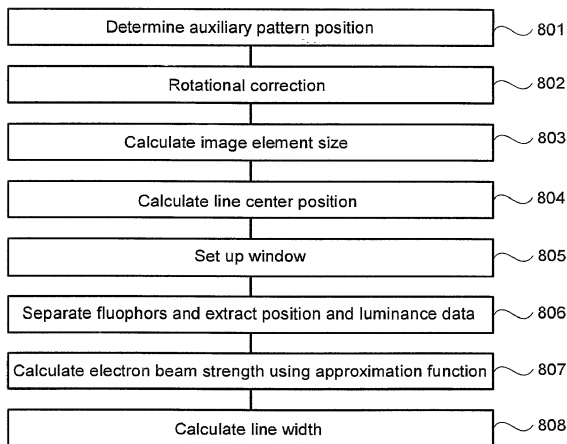 Determine auxiliary pattern position 801
Rotational correction 802
Calculate image element size 803
Calculate line center position 804
Set up window 805
Separate fluophors and extract position and luminance data 806
Calculate electron beam strength using approximation function 807
Calculate line width 808